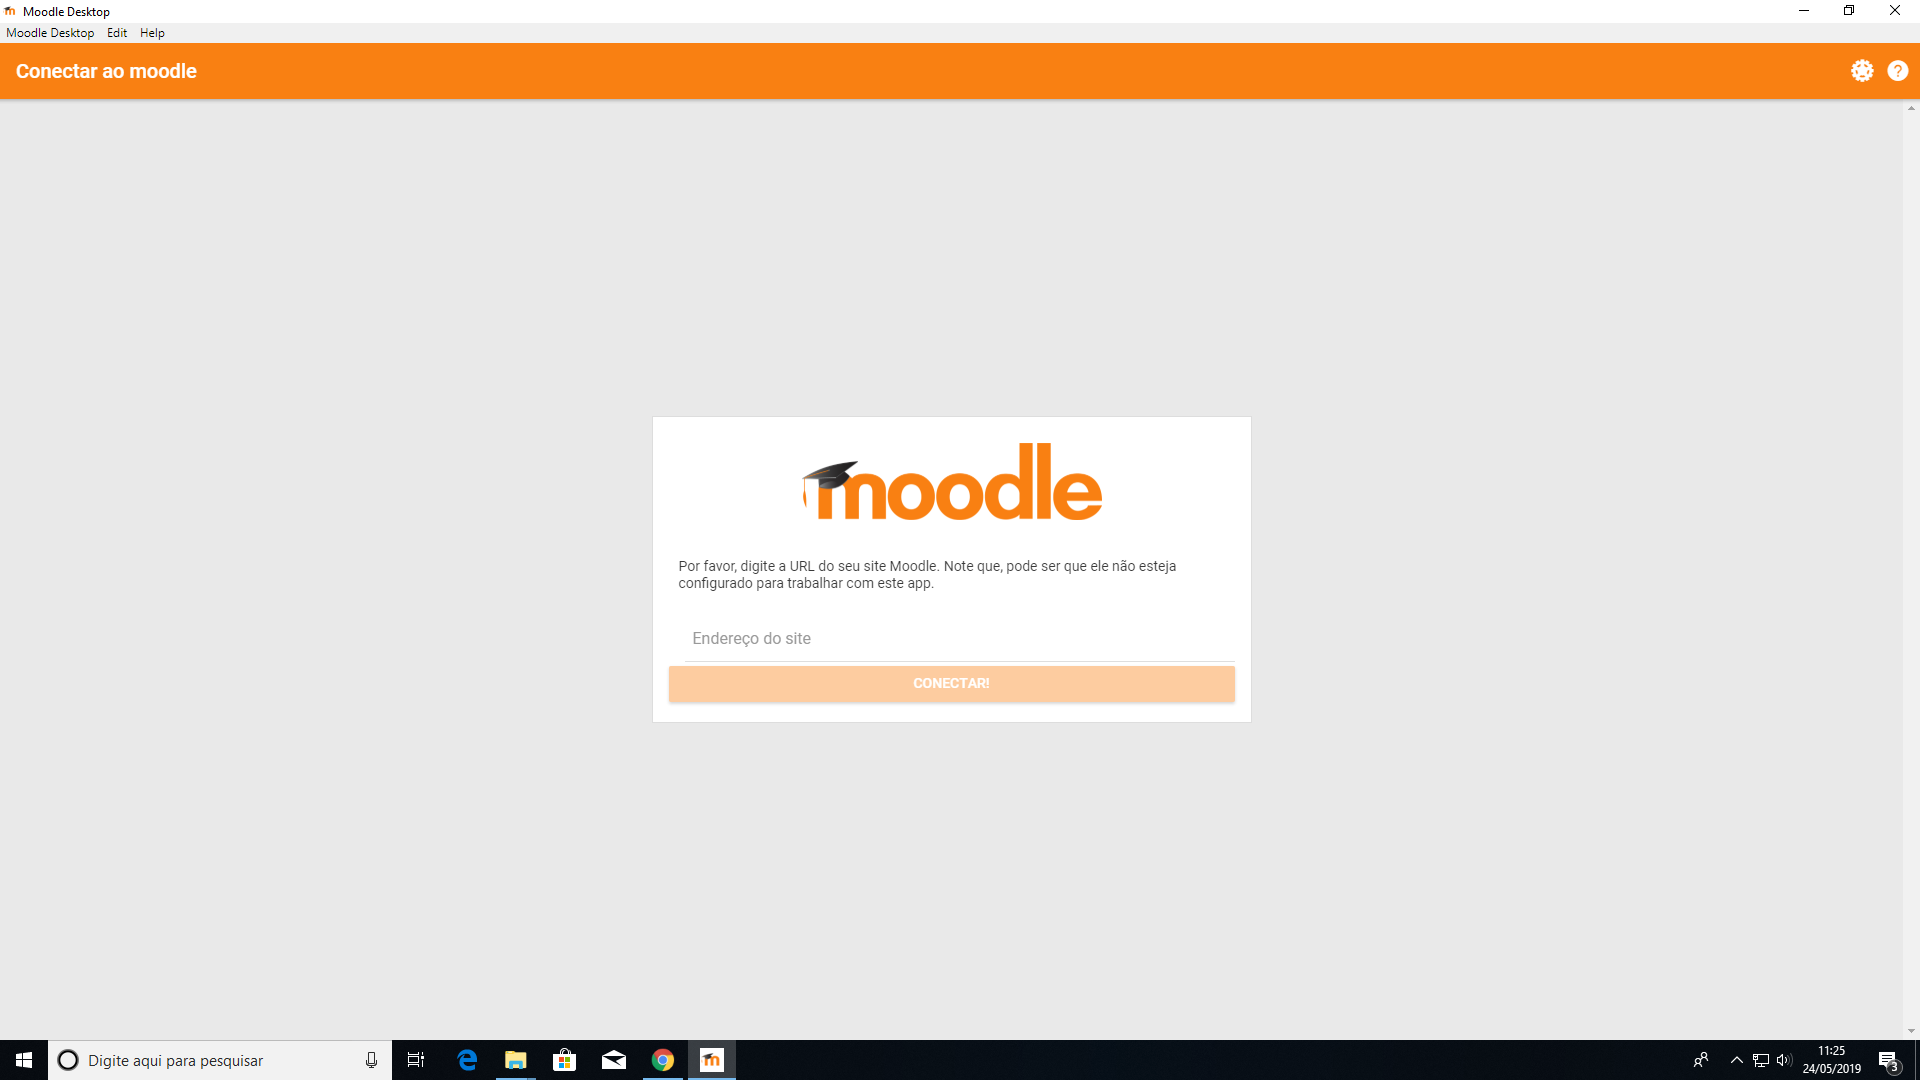 Moodle Desktop
Moodle Desktop Edit Help
Conectar ao moodle
moodle
Por favor, digite a URL do seu site Moodle. Note que, pode ser que ele não esteja
configurado para trabalhar com este app.
Endereço do site
CONECTAR!
Digite aqui para pesquisar
11:25
24/05/2019
3